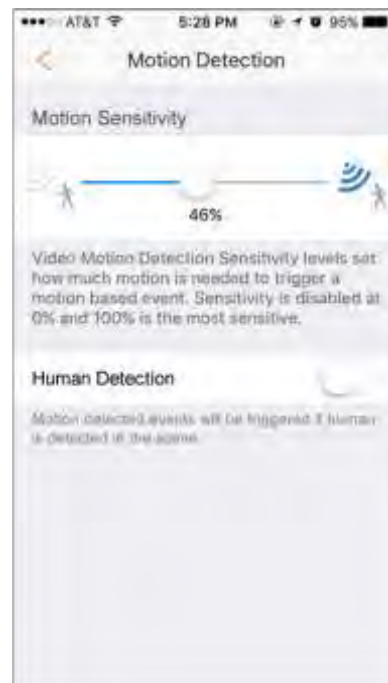 AT&T 5:28 PM 95%
Motion Detection
Motion Sensitivity
46%
Video Motion Detection Sensitivity levels set
how much motion is needed to trigger a
motion based event. Sensitivity is disabled at
0% and 100% is the most sensitive.
Human Detection
Motion detected events will be triggered if human
is detected in the scene.